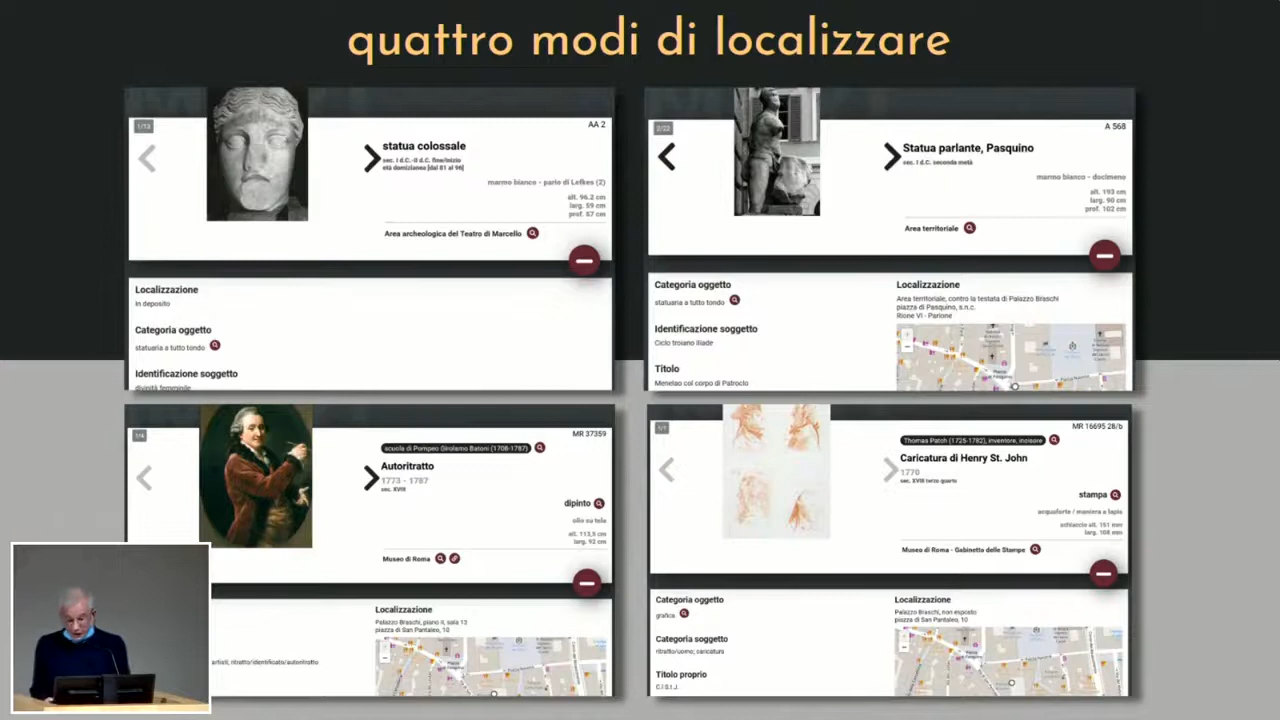 quattro modi di localizzare
1/13
AA 2
statua colossale
sec. I d.C.-II d.C. fine/inizio
età domizianea [dal 81 al 96]
marmo bianco - pario di Lefkes (2)
alt. 96.2 cm
larg. 59 cm
prof. 57 cm
Area archeologica del Teatro di Marcello
Localizzazione
In deposito
Categoria oggetto
statuaria a tutto tondo
Identificazione soggetto
divinità femminile
2/22
A 568
Statua parlante, Pasquino
sec. I d.C. seconda metà
marmo bianco - docimeno
alt. 193 cm
larg. 90 cm
prof. 102 cm
Area territoriale
Categoria oggetto
statuaria a tutto tondo
Identificazione soggetto
Ciclo troiano Iliade
Titolo
Menelao col corpo di Patroclo
Localizzazione
Area territoriale, contro la testata di Palazzo Braschi
piazza di Pasquino, s.n.c.
Rione VI - Parione
1/4
MR 37359
scuola di Pompeo Girolamo Batoni (1708-1787)
Autoritratto
1773 - 1787
sec. XVIII
dipinto
olio su tela
alt. 113,5 cm
larg. 92 cm
Museo di Roma
Localizzazione
Palazzo Braschi, piano II, sala 13
piazza di San Pantaleo, 10
artisti, ritratto/identificato/autoritratto
1/1
MR 16695 28/b
Thomas Patch (1725-1782), inventore, incisore
Caricatura di Henry St. John
1770
sec. XVIII terzo quarto
stampa
acquaforte / maniera a lapis
schiaccio alt. 151 mm
larg. 108 mm
Museo di Roma - Gabinetto delle Stampe
Categoria oggetto
grafica
Categoria soggetto
ritratto/uomo; caricatura
Titolo proprio
C.I S.t J.
Localizzazione
Palazzo Braschi, non esposto
piazza di San Pantaleo, 10